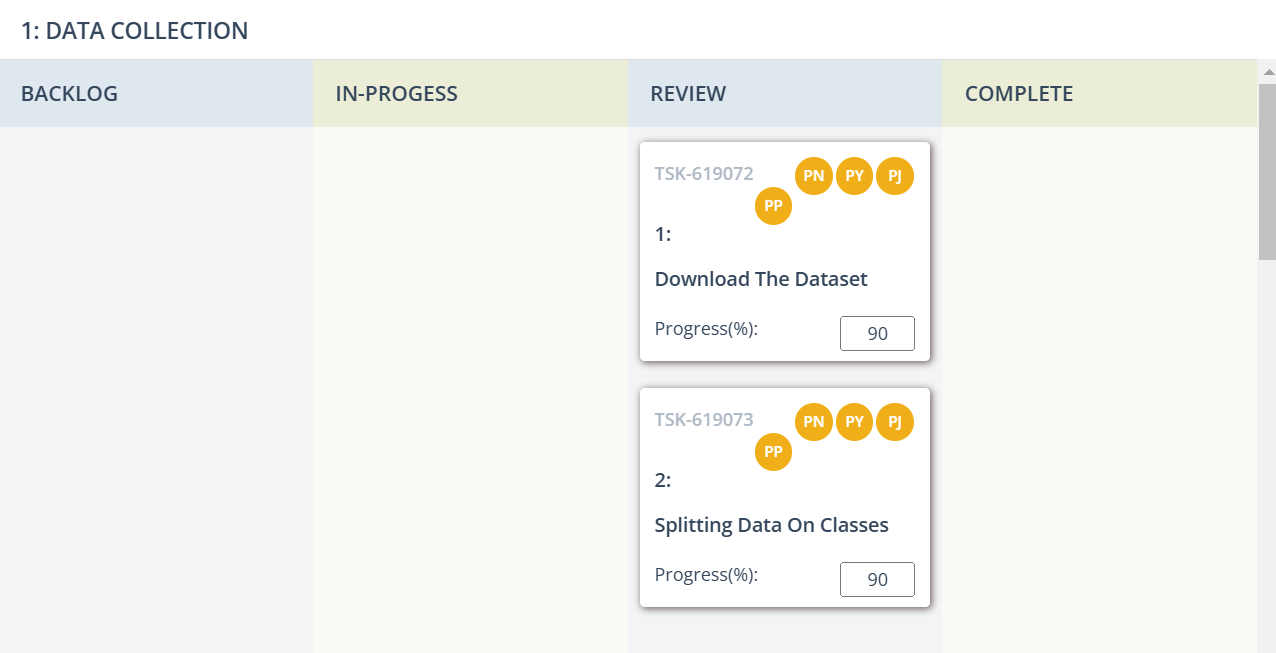 1: DATA COLLECTION
BACKLOG
IN-PROGESS
REVIEW
COMPLETE
TSK-619072
PN PY PJ
PP
1:
Download The Dataset
Progress(%): 90
TSK-619073
PN PY PJ
PP
2:
Splitting Data On Classes
Progress(%): 90